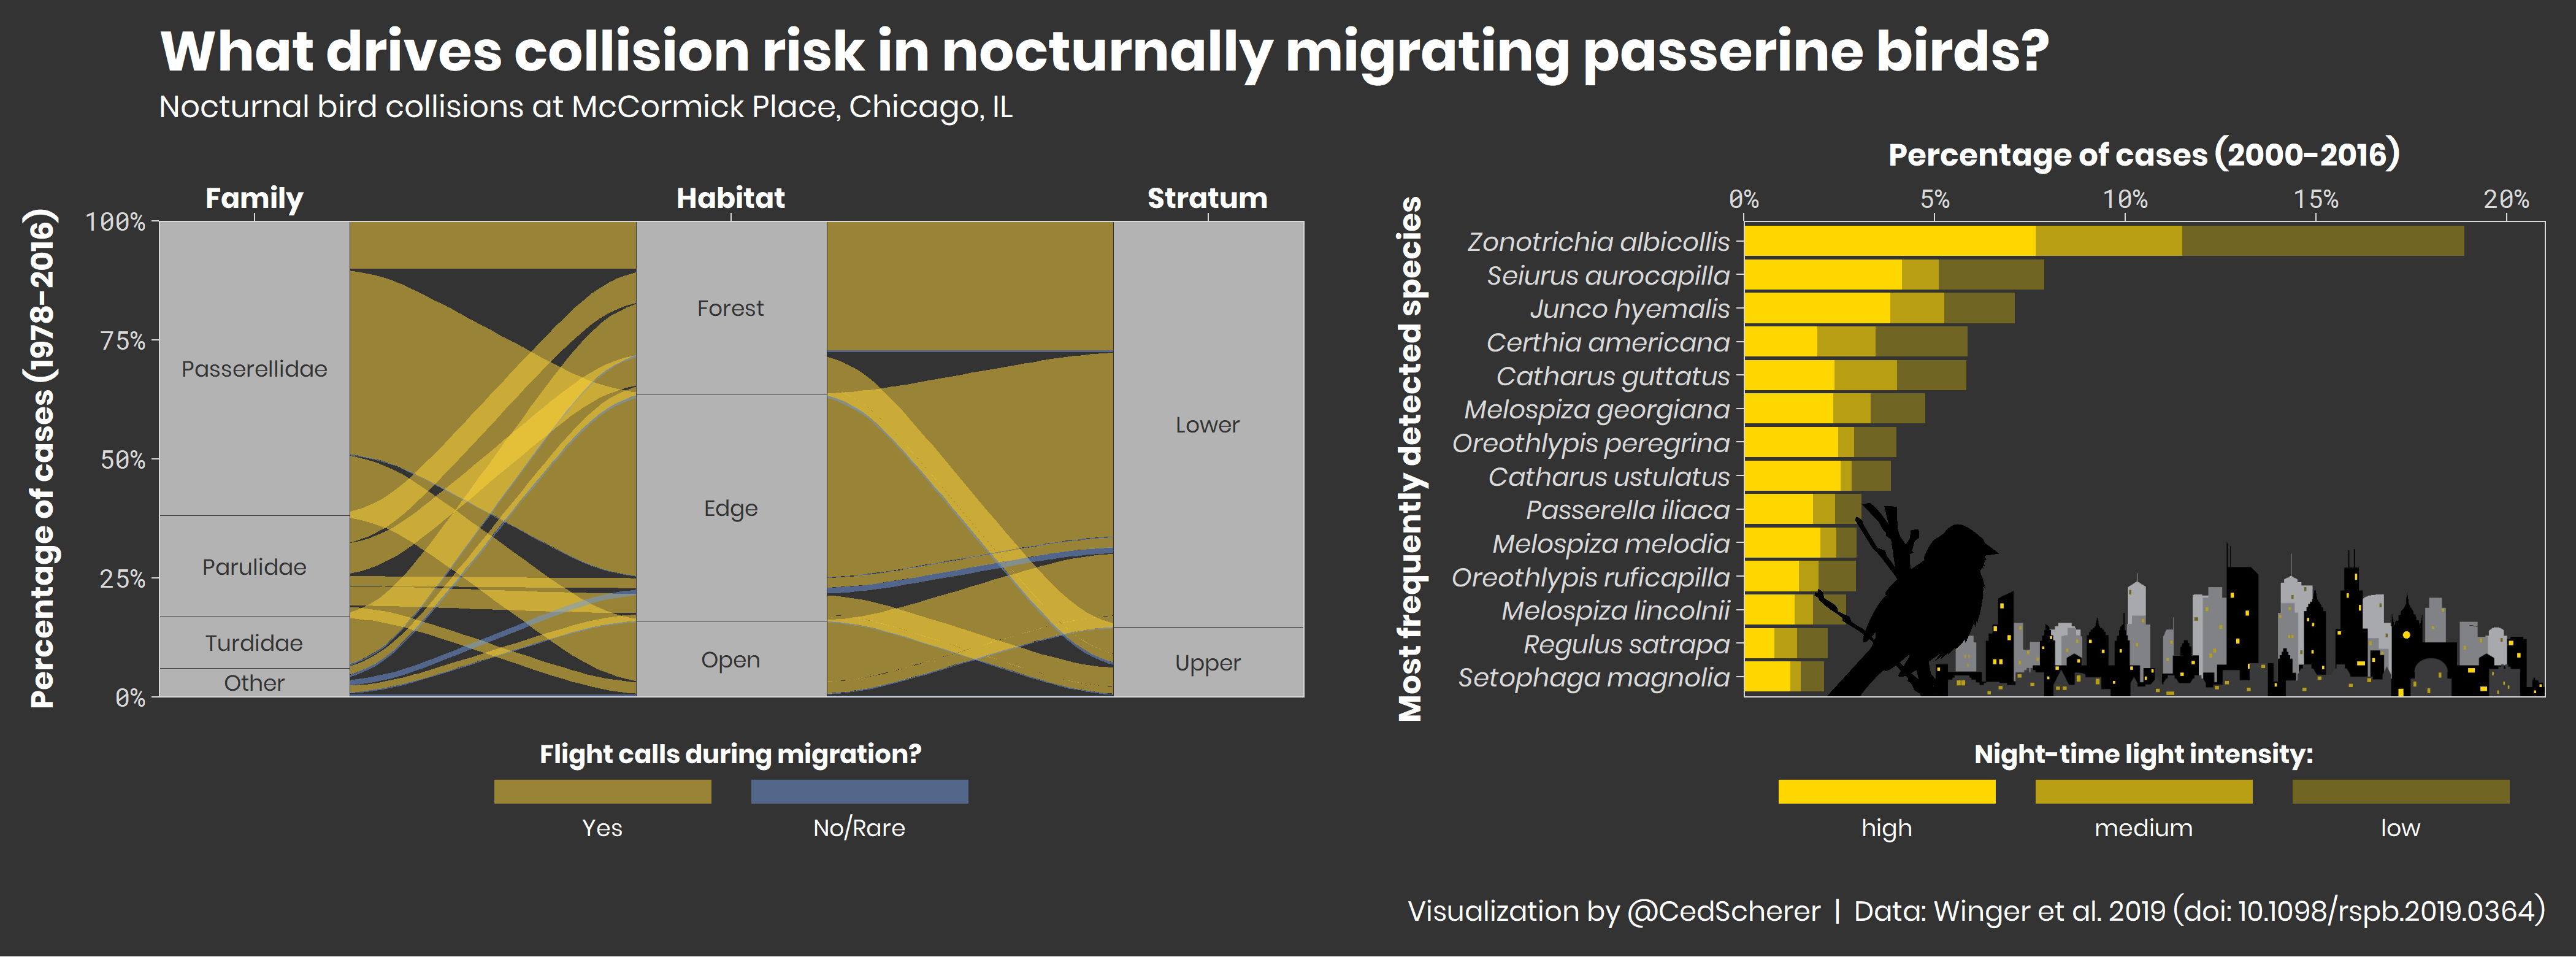 What drives collision risk in nocturnally migrating passerine birds?
Nocturnal bird collisions at McCormick Place, Chicago, IL
Percentage of cases (1978–2016)
Family
Habitat
Stratum
100%
75%
50%
25%
0%
Passerellidae
Parulidae
Turdidae
Other
Forest
Edge
Open
Lower
Upper
Flight calls during migration?
Yes
No/Rare
Percentage of cases (2000–2016)
0%
5%
10%
15%
20%
Most frequently detected species
Zonotrichia albicollis
Seiurus aurocapilla
Junco hyemalis
Certhia americana
Catharus guttatus
Melospiza georgiana
Oreothlypis peregrina
Catharus ustulatus
Passerella iliaca
Melospiza melodia
Oreothlypis ruficapilla
Melospiza lincolnii
Regulus satrapa
Setophaga magnolia
Night-time light intensity:
high
medium
low
Visualization by @CedScherer | Data: Winger et al. 2019 (doi: 10.1098/rspb.2019.0364)